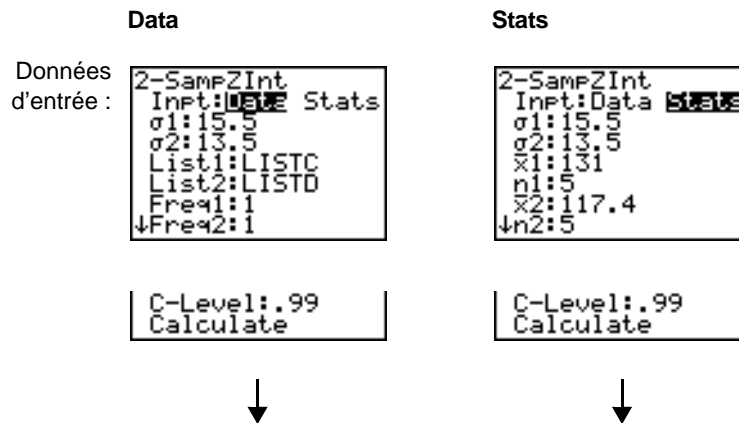 Data
Données
d'entrée :
2-SampZInt
Inpt:Data Stats
σ1:15.5
σ2:13.5
List1:LISTC
List2:LISTD
Freq1:1
↓Freq2:1
C-Level:.99
Calculate
Stats
2-SampZInt
Inpt:Data Stats
σ1:15.5
σ2:13.5
x̄1:131
n1:5
x̄2:117.4
↓n2:5
C-Level:.99
Calculate